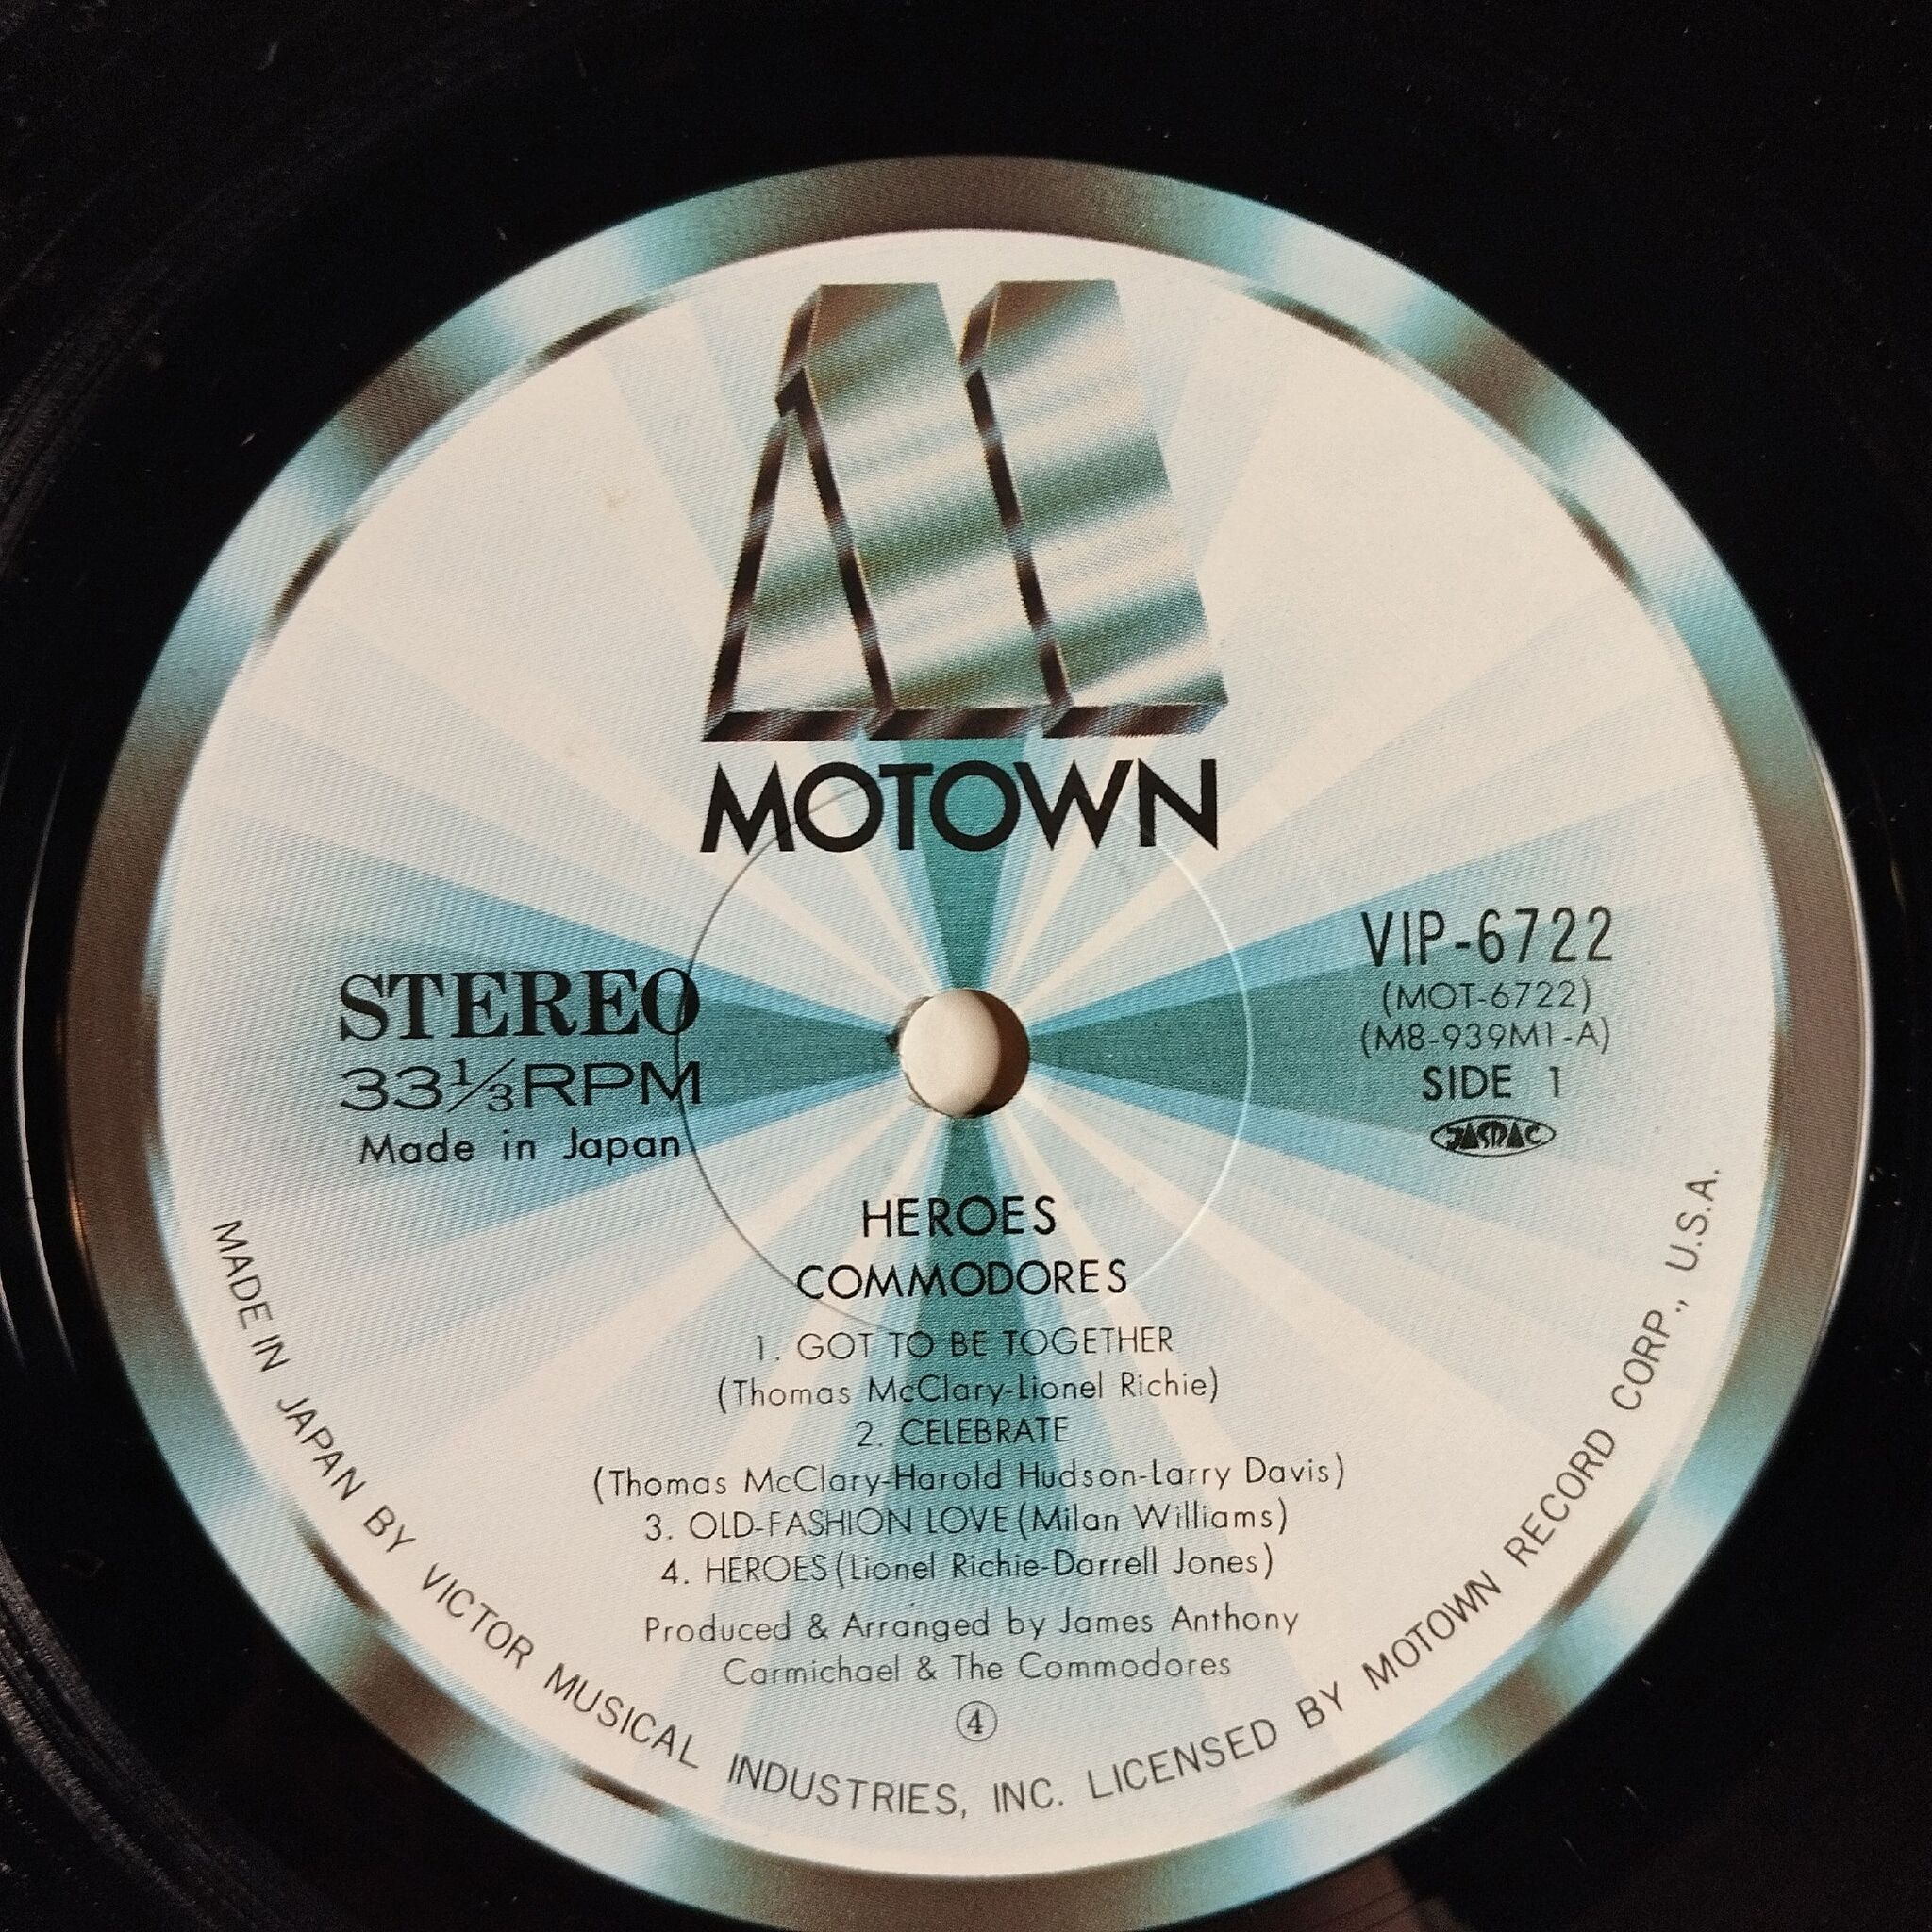 MOTOWN
STEREO
33⅓RPM
Made in Japan
VIP-6722
(MOT-6722)
(M8-939M1-A)
SIDE 1
JASRAC
HEROES
COMMODORES
1. GOT TO BE TOGETHER
(Thomas McClary-Lionel Richie)
2. CELEBRATE
(Thomas McClary-Harold Hudson-Larry Davis)
3. OLD-FASHION LOVE(Milan Williams)
4. HEROES(Lionel Richie-Darrell Jones)
Produced & Arranged by James Anthony
Carmichael & The Commodores
④
MADE IN JAPAN BY VICTOR MUSICAL INDUSTRIES, INC. LICENSED BY MOTOWN RECORD CORP., U.S.A.